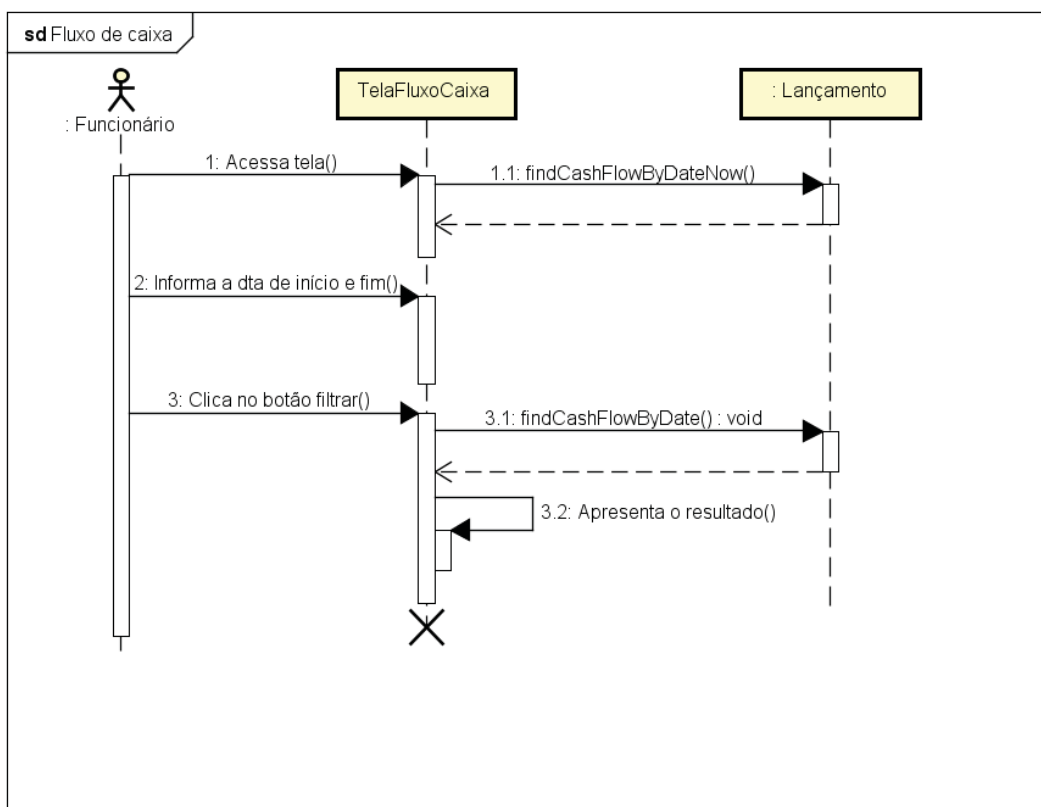 sd Fluxo de caixa
: Funcionário
TelaFluxoCaixa
: Lançamento
1: Acessa tela()
1.1: findCashFlowByDateNow()
2: Informa a dta de início e fim()
3: Clica no botão filtrar()
3.1: findCashFlowByDate() : void
3.2: Apresenta o resultado()